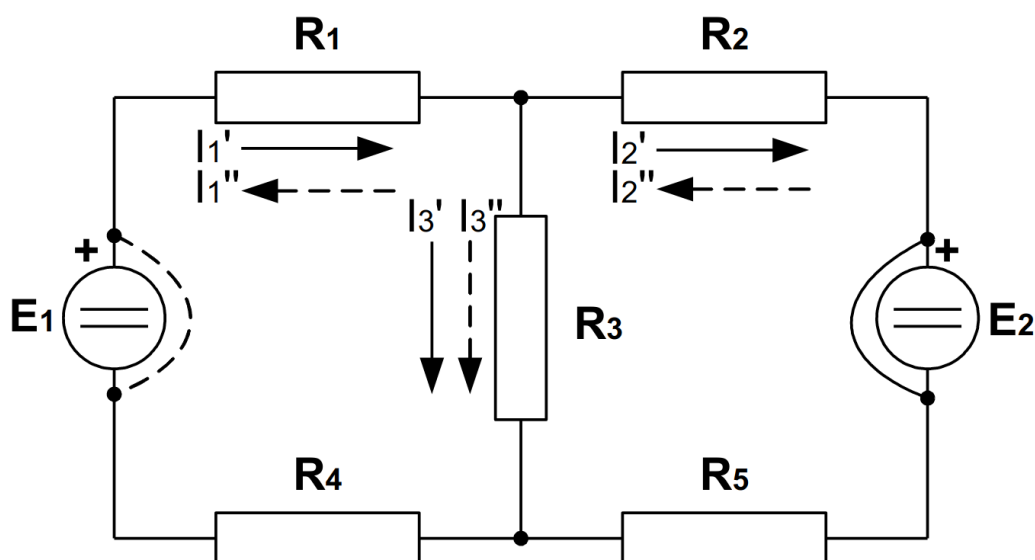 R1
R2
I1'
I1"
I2'
I2"
I3' I3"
+
+
E1
R3
E2
R4
R5